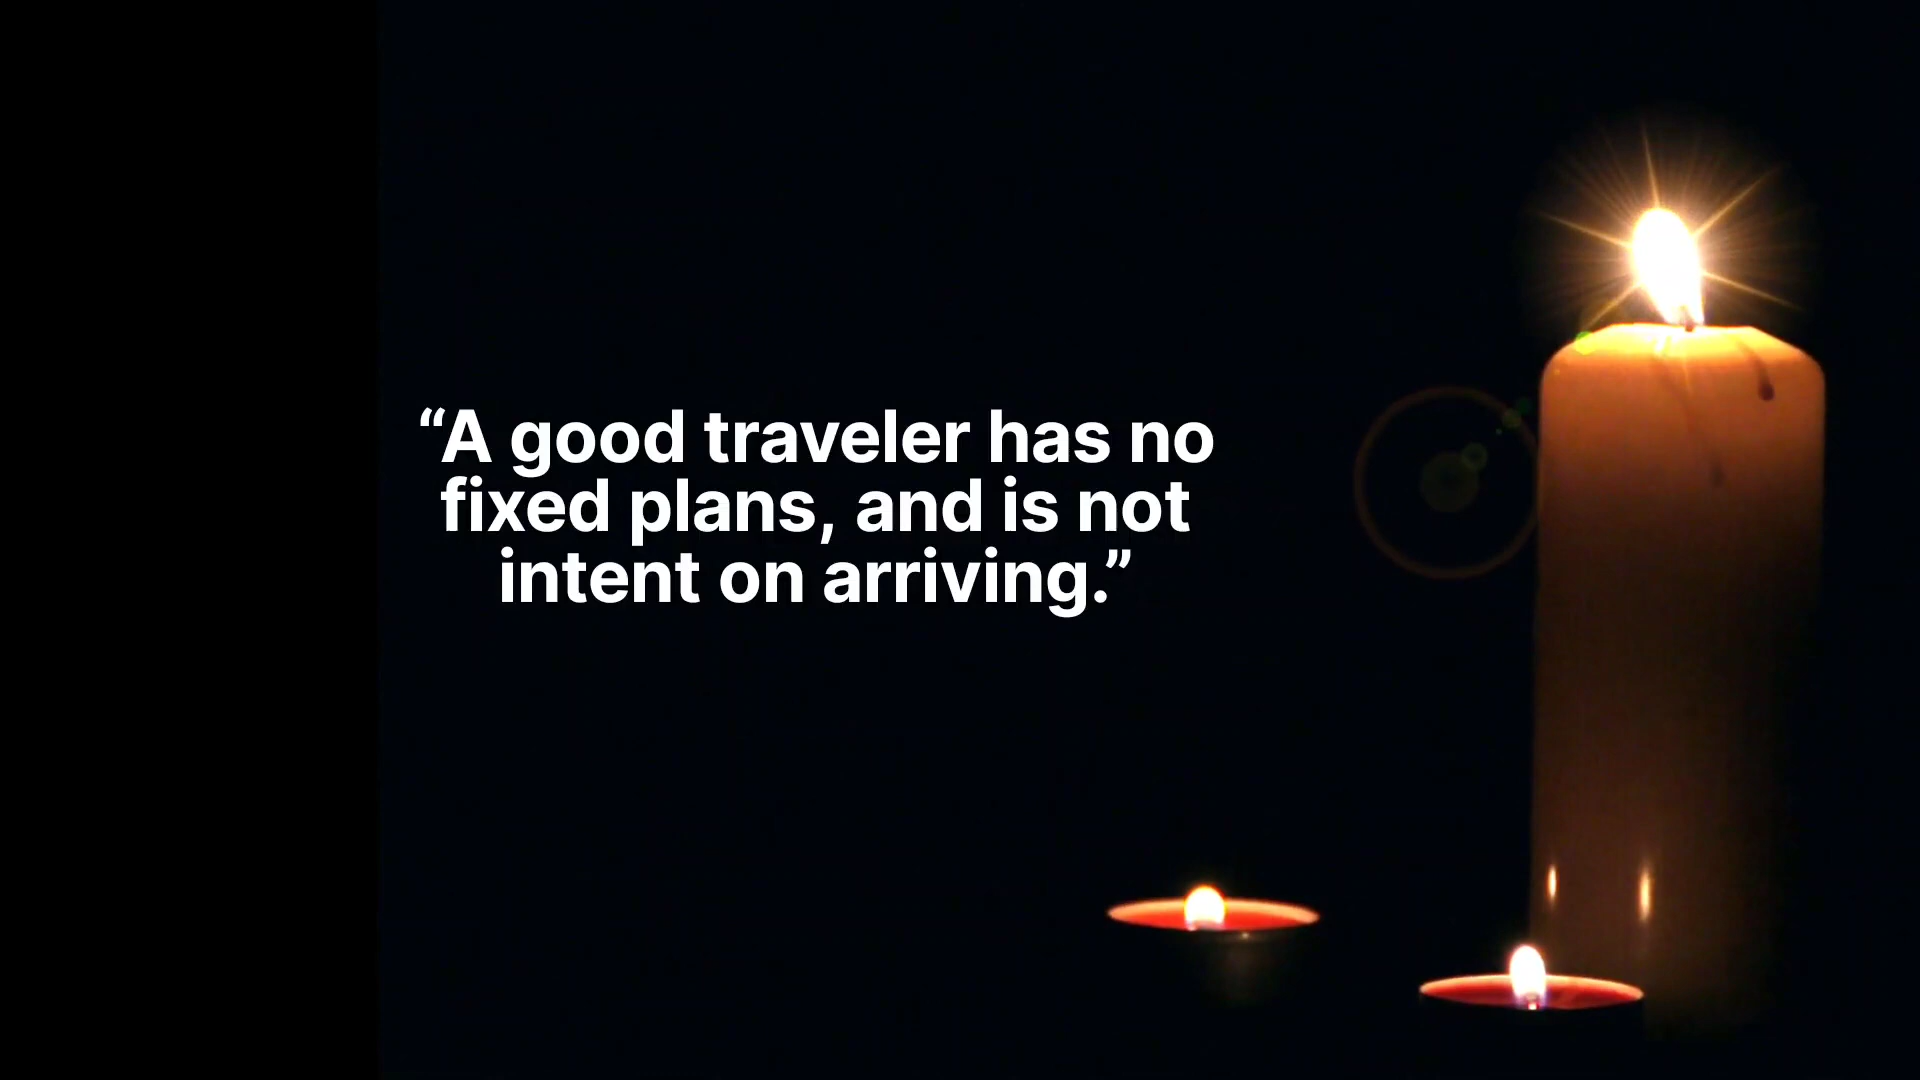 “A good traveler has no
fixed plans, and is not
intent on arriving.”